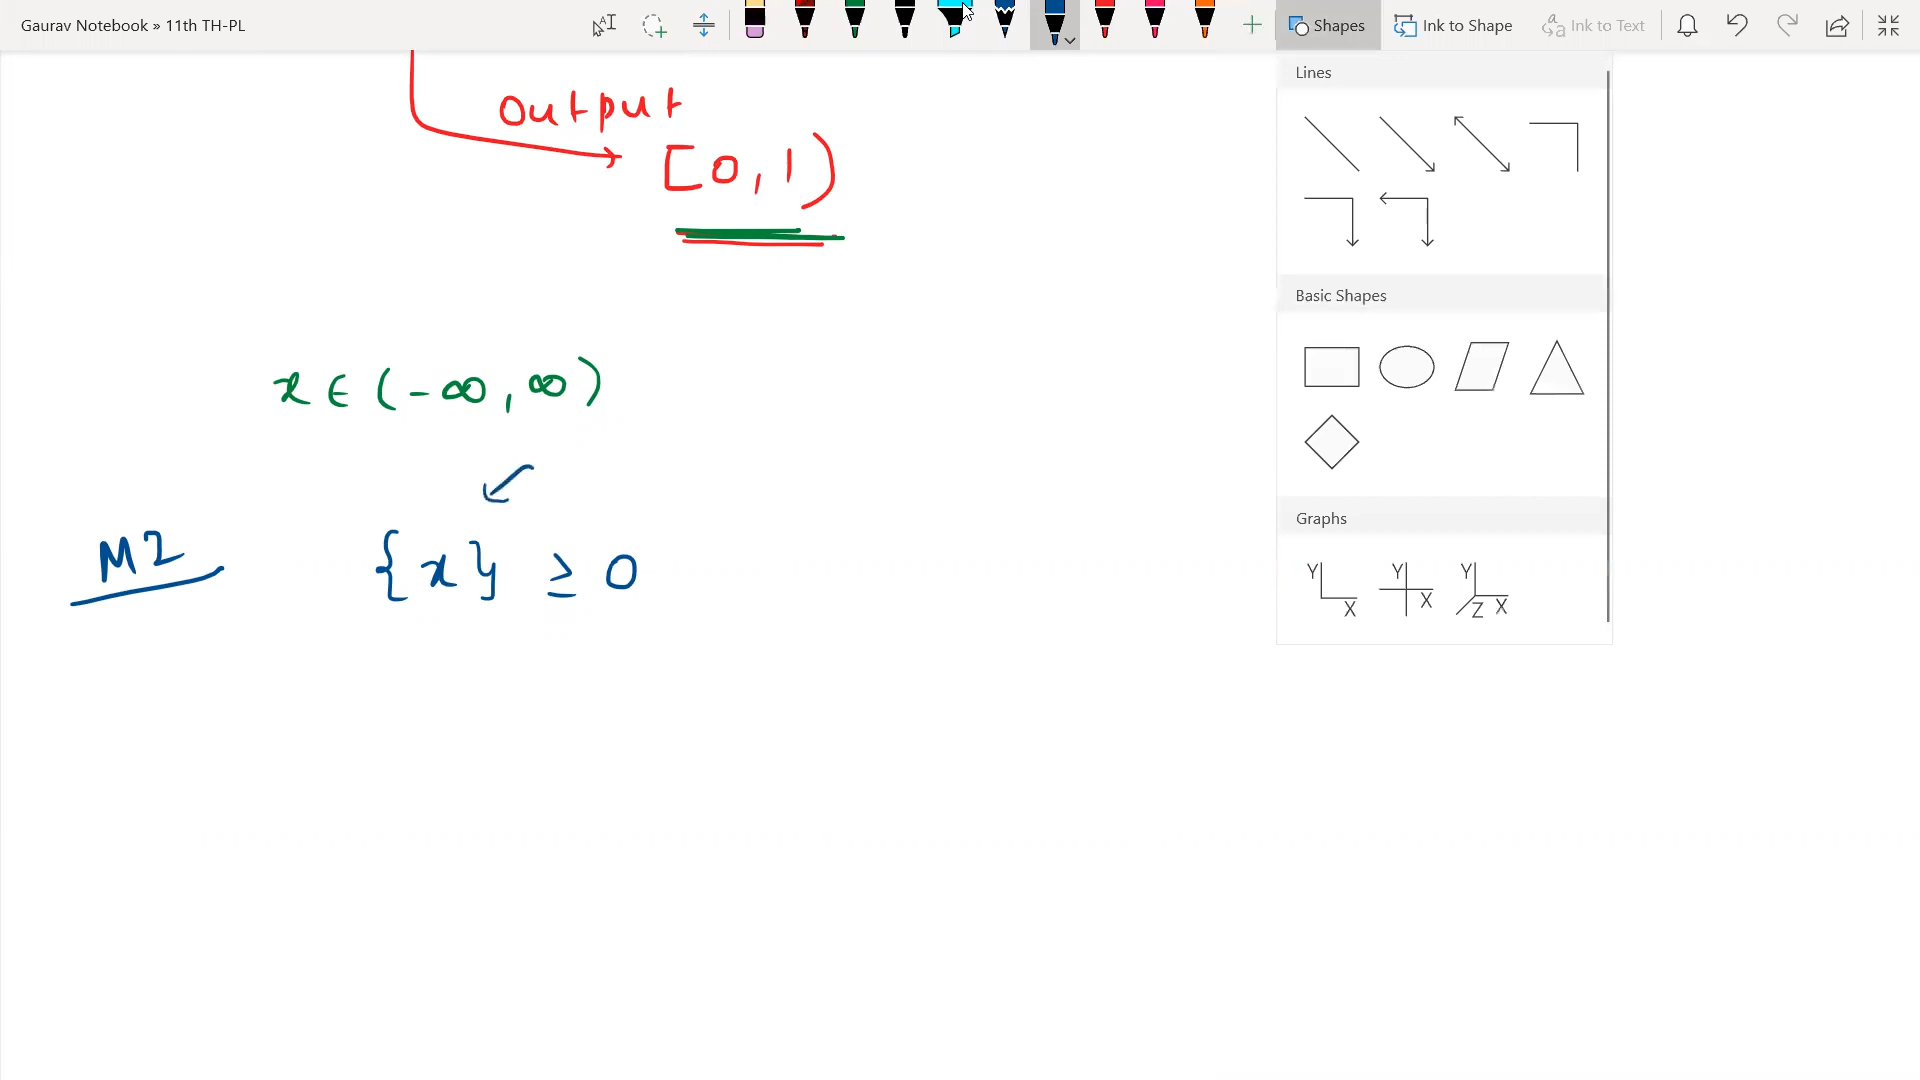 Gaurav Notebook » 11th TH-PL
Shapes
Ink to Shape
Ink to Text
Lines
Basic Shapes
Graphs
Y X
Y X
Y Z X
Output
[0, 1)
x ∈ (-∞, ∞)
M2
{x} ≥ 0